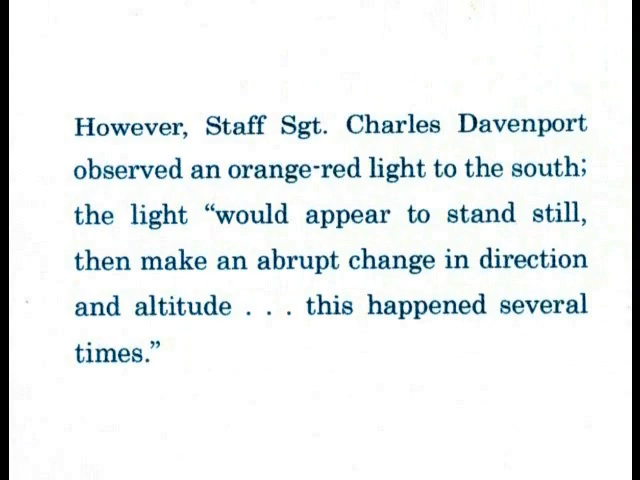 However, Staff Sgt. Charles Davenport
observed an orange-red light to the south;
the light “would appear to stand still,
then make an abrupt change in direction
and altitude . . . this happened several
times.”